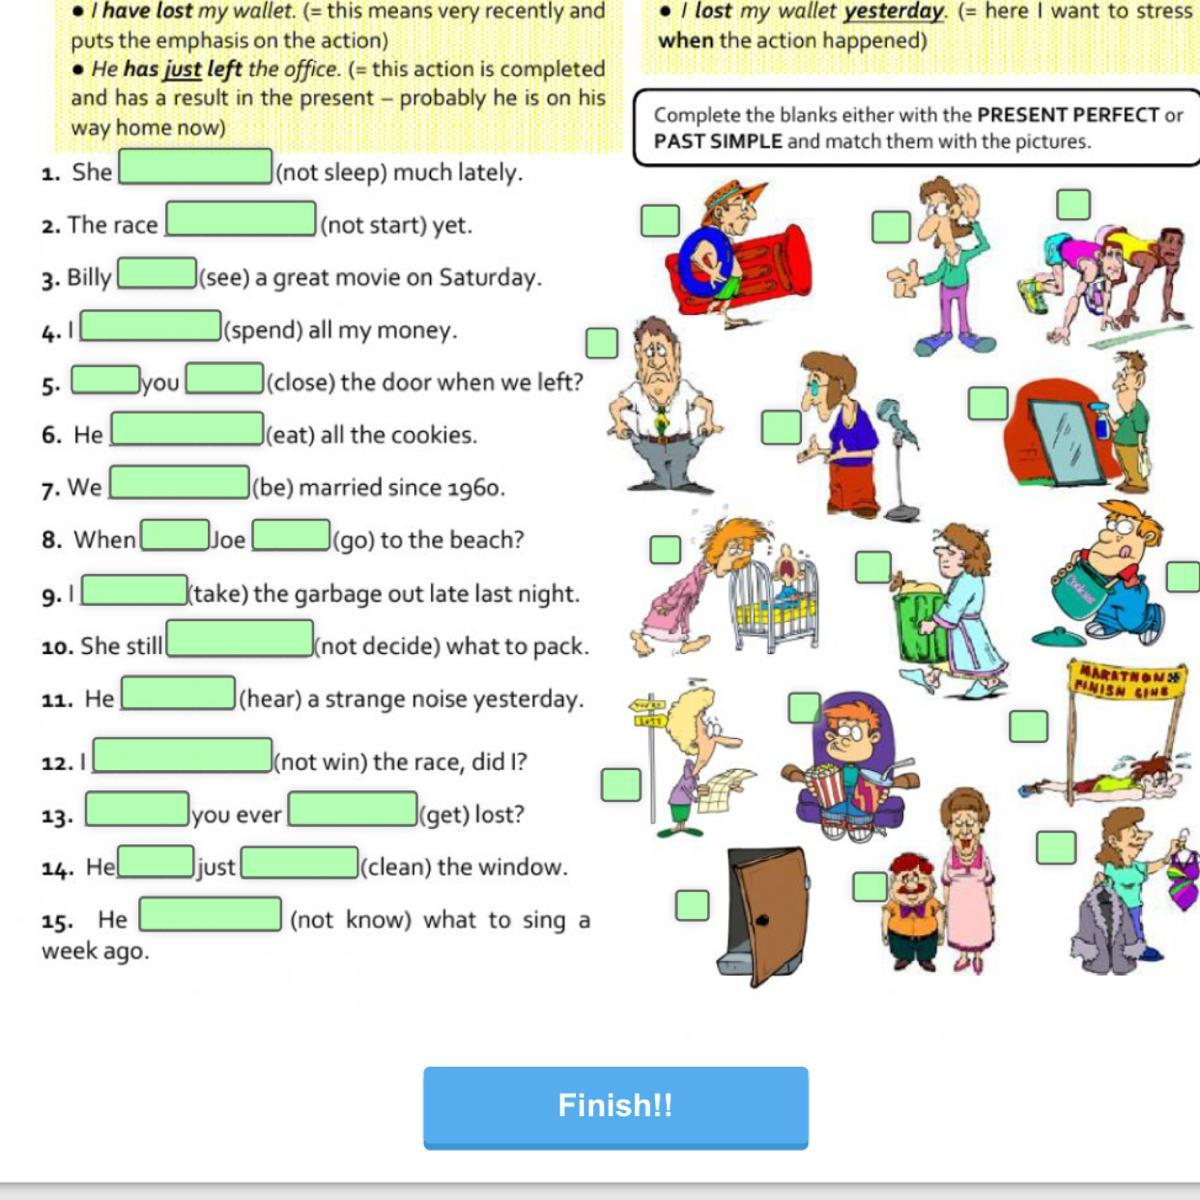 • I have lost my wallet. (= this means very recently and
puts the emphasis on the action)
• He has just left the office. (= this action is completed
and has a result in the present – probably he is on his
way home now)
• I lost my wallet yesterday. (= here I want to stress
when the action happened)
Complete the blanks either with the PRESENT PERFECT or
PAST SIMPLE and match them with the pictures.
1. She (not sleep) much lately.
2. The race (not start) yet.
3. Billy (see) a great movie on Saturday.
4. I (spend) all my money.
5. you (close) the door when we left?
6. He (eat) all the cookies.
7. We (be) married since 1960.
8. When Joe (go) to the beach?
9. I (take) the garbage out late last night.
10. She still (not decide) what to pack.
11. He (hear) a strange noise yesterday.
12. I (not win) the race, did I?
13. you ever (get) lost?
14. He just (clean) the window.
15. He (not know) what to sing a
week ago.
Cookies
MARATHON
FINISH LINE
YOU'RE
LOST
Finish!!